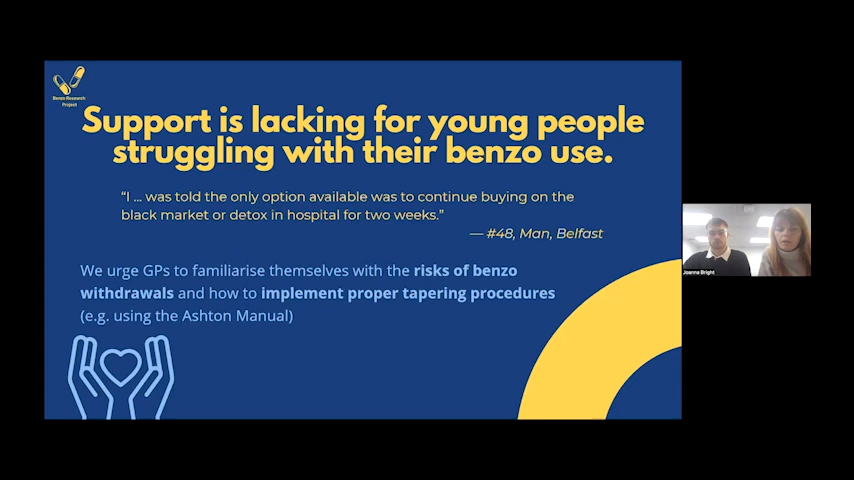 Benzo Research
Project
Support is lacking for young people
struggling with their benzo use.
“I ... was told the only option available was to continue buying on the
black market or detox in hospital for two weeks.”
— #48, Man, Belfast
We urge GPs to familiarise themselves with the risks of benzo
withdrawals and how to implement proper tapering procedures
(e.g. using the Ashton Manual)
Joanna Bright